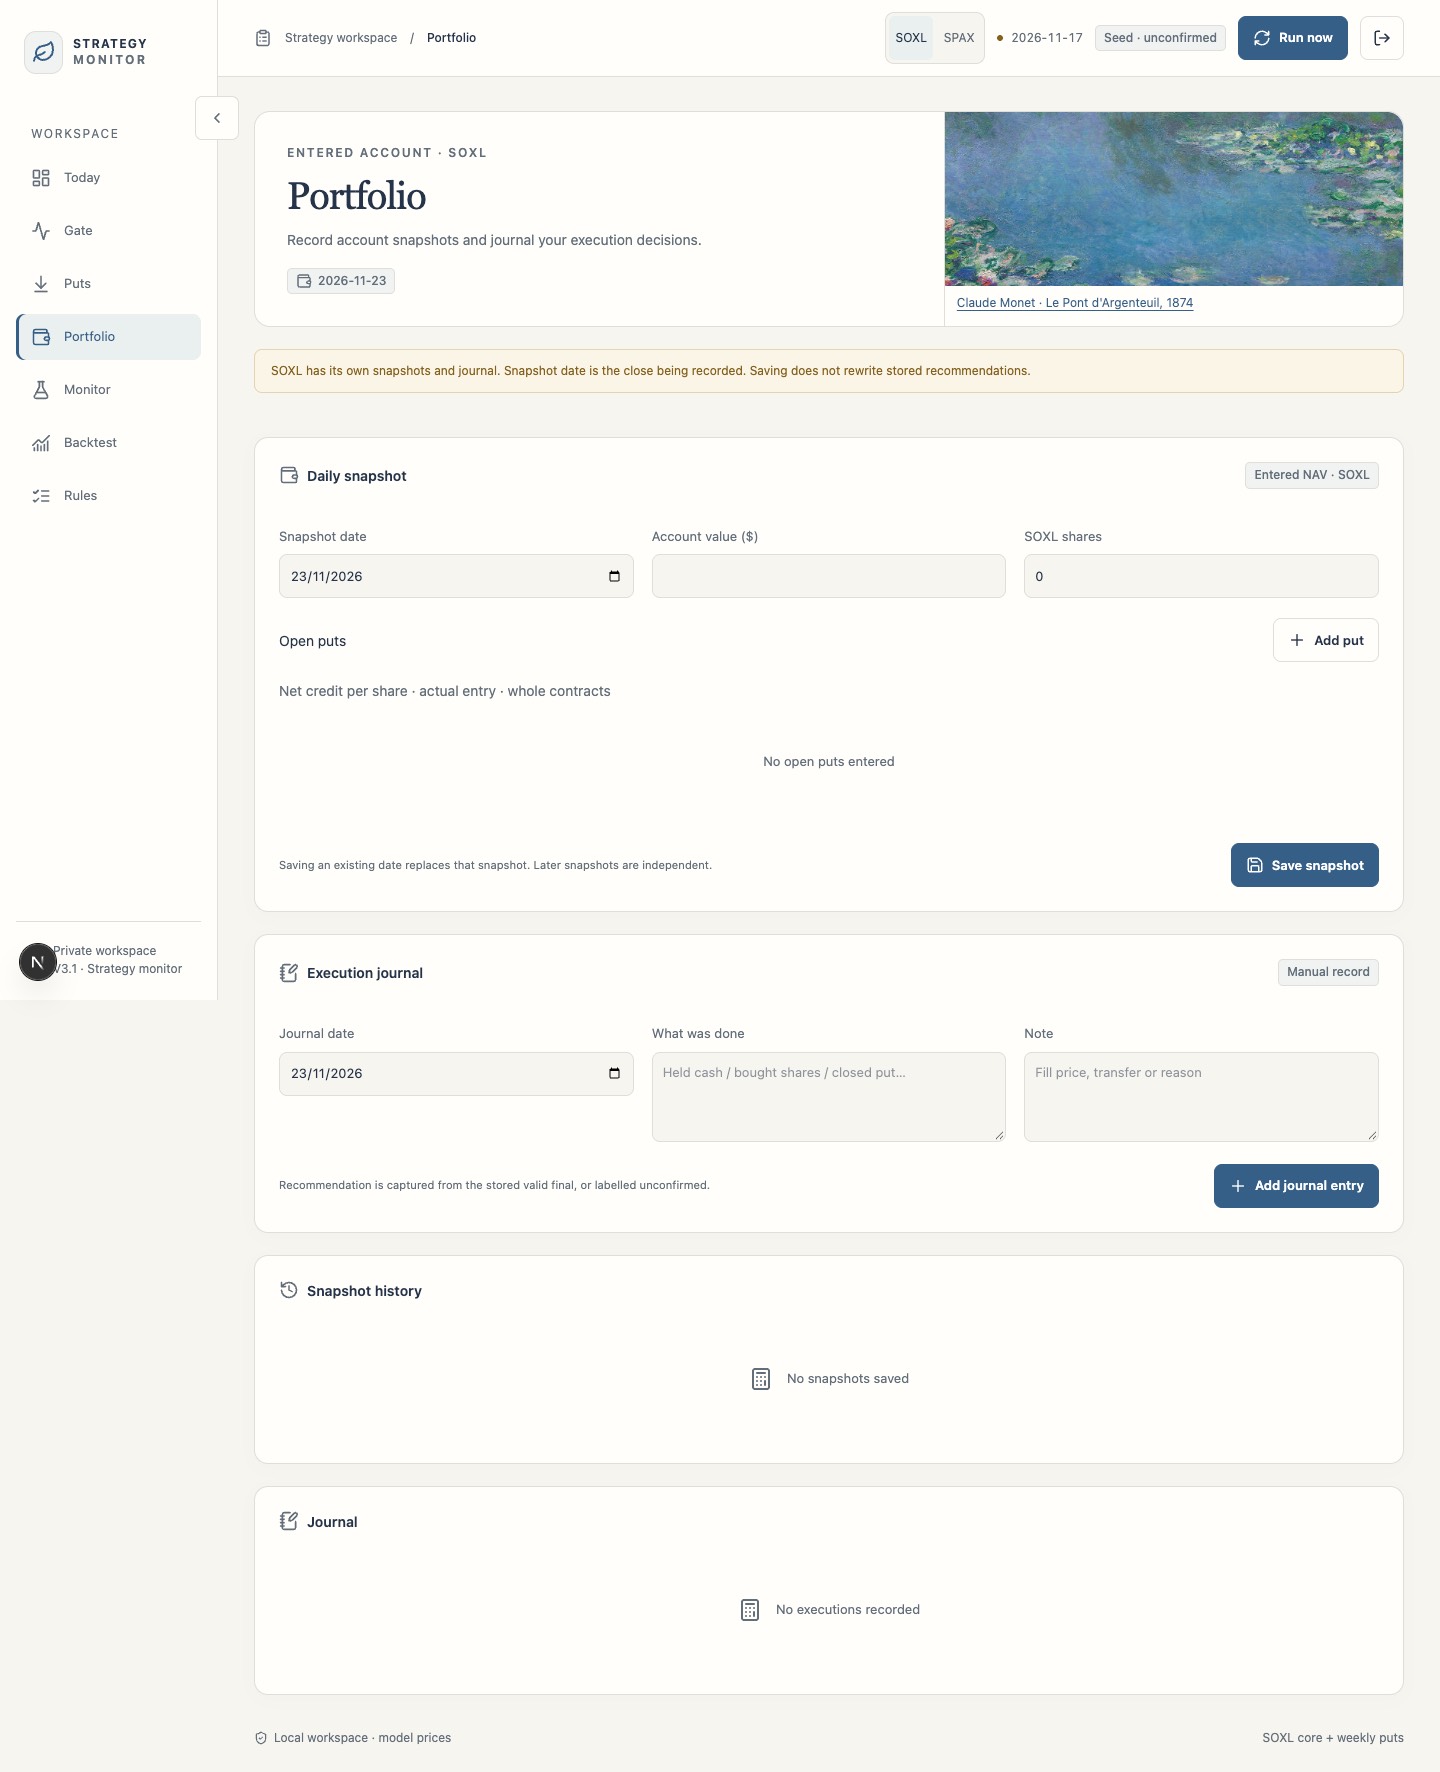 STRATEGY
MONITOR
Strategy workspace / Portfolio
SOXL SPAX
2026-11-17
Seed · unconfirmed
Run now
WORKSPACE
Today
Gate
Puts
Portfolio
Monitor
Backtest
Rules
Private workspace
V3.1 · Strategy monitor
N
ENTERED ACCOUNT · SOXL
Portfolio
Record account snapshots and journal your execution decisions.
2026-11-23
Claude Monet · Le Pont d'Argenteuil, 1874
SOXL has its own snapshots and journal. Snapshot date is the close being recorded. Saving does not rewrite stored recommendations.
Daily snapshot
Entered NAV · SOXL
Snapshot date
Account value ($)
SOXL shares
23/11/2026
0
Open puts
Add put
Net credit per share · actual entry · whole contracts
No open puts entered
Saving an existing date replaces that snapshot. Later snapshots are independent.
Save snapshot
Execution journal
Manual record
Journal date
What was done
Note
23/11/2026
Held cash / bought shares / closed put...
Fill price, transfer or reason
Recommendation is captured from the stored valid final, or labelled unconfirmed.
Add journal entry
Snapshot history
No snapshots saved
Journal
No executions recorded
Local workspace · model prices
SOXL core + weekly puts